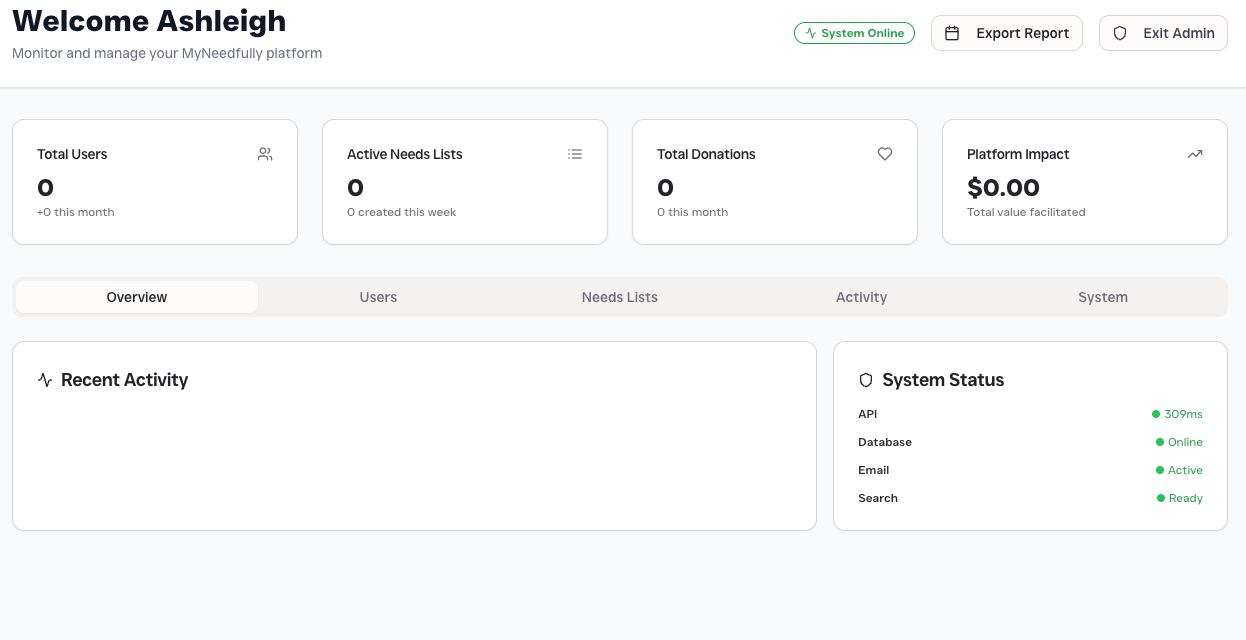 Welcome Ashleigh
Monitor and manage your MyNeedfully platform
System Online
Export Report
Exit Admin
Total Users
0
+0 this month
Active Needs Lists
0
0 created this week
Total Donations
0
0 this month
Platform Impact
$0.00
Total value facilitated
Overview
Users
Needs Lists
Activity
System
Recent Activity
System Status
API
309ms
Database
Online
Email
Active
Search
Ready